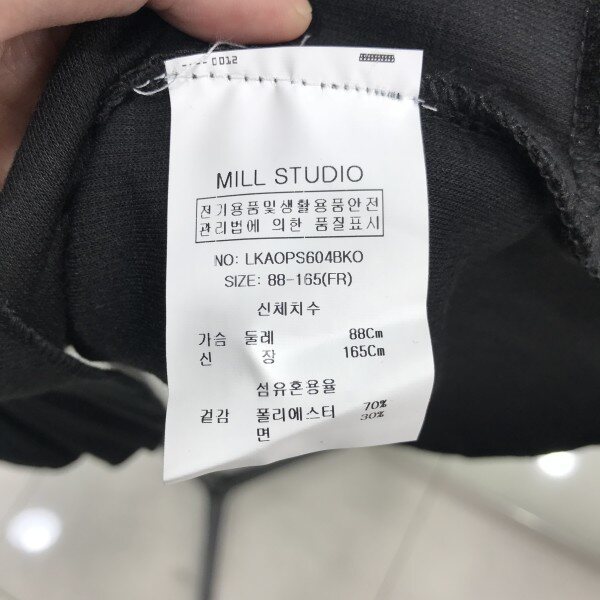 0012
MILL STUDIO
전기용품및생활용품안전
관리법에 의한 품질표시
NO: LKAOPS604BKO
SIZE: 88-165(FR)
신체치수
가슴 둘레 88Cm
신 장 165Cm
섬유혼용율
겉감 폴리에스터 70%
면 30%